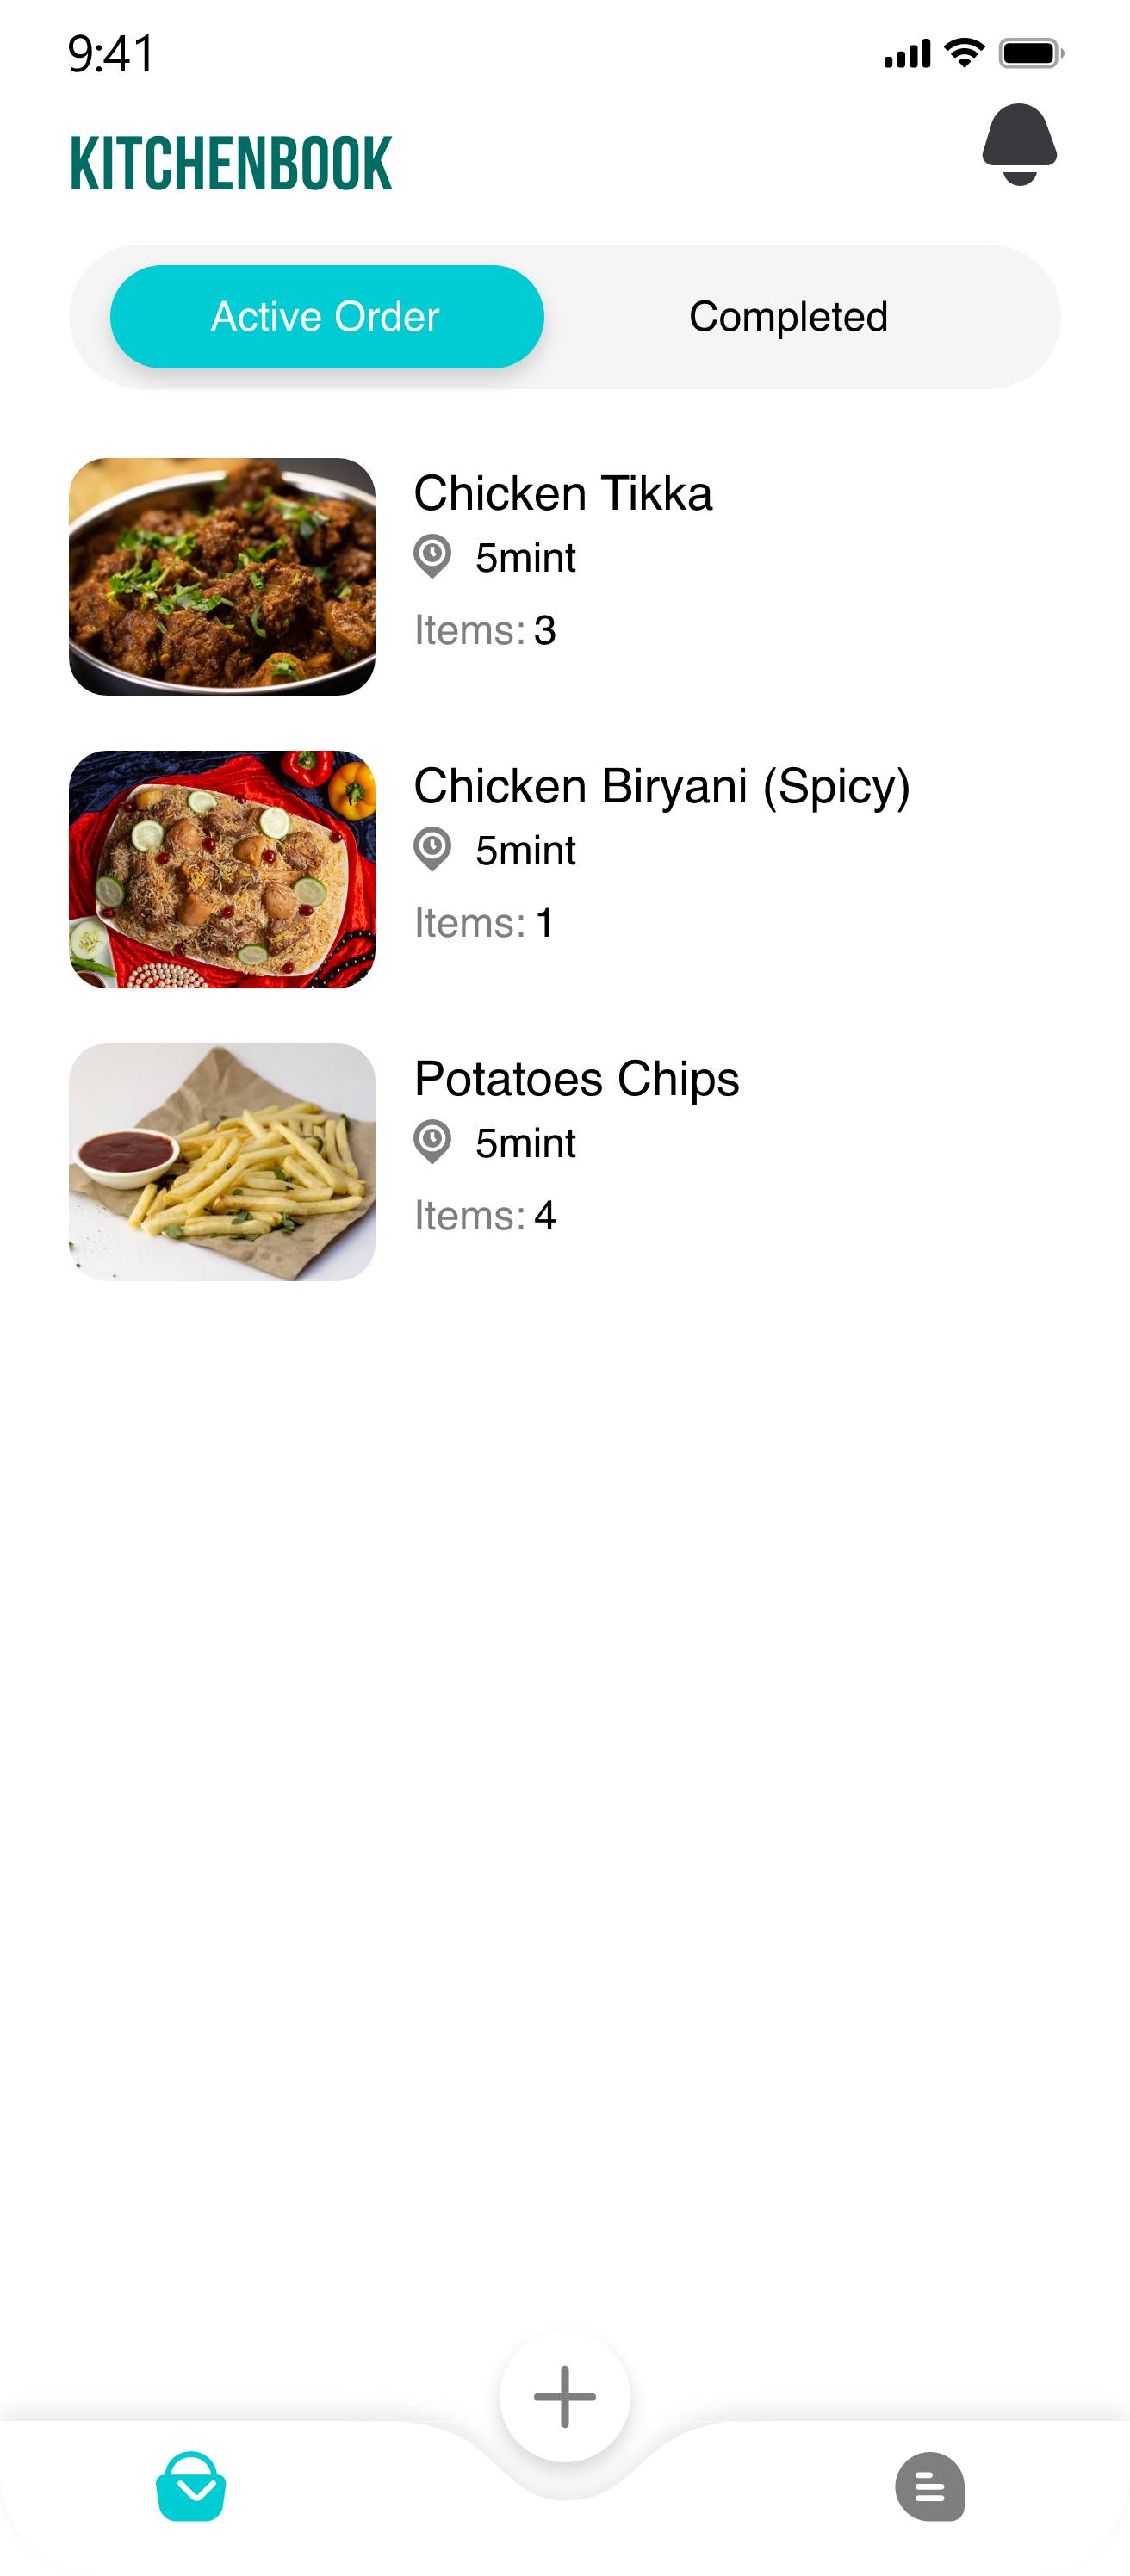 9:41
KITCHENBOOK
Active Order
Completed
Chicken Tikka
5mint
Items: 3
Chicken Biryani (Spicy)
5mint
Items: 1
Potatoes Chips
5mint
Items: 4